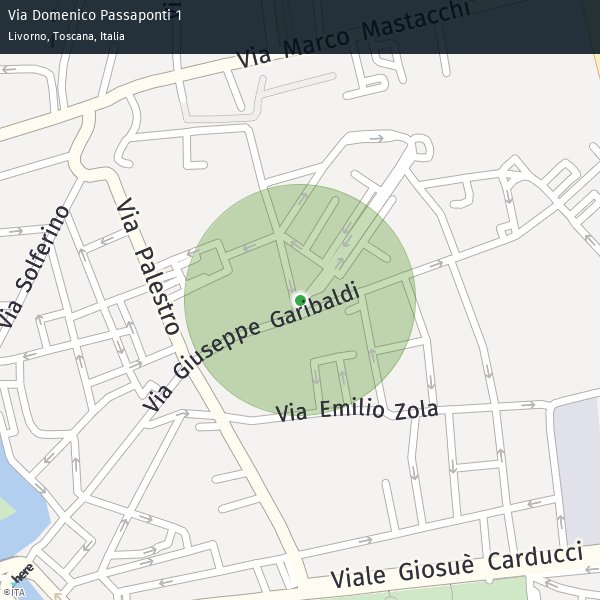 Via Domenico Passaponti 1
Livorno, Toscana, Italia
Via Marco Mastacchi
Via Solferino
Via Palestro
Via Giuseppe Garibaldi
Via Emilio Zola
Viale Giosuè Carducci
here
©ITA